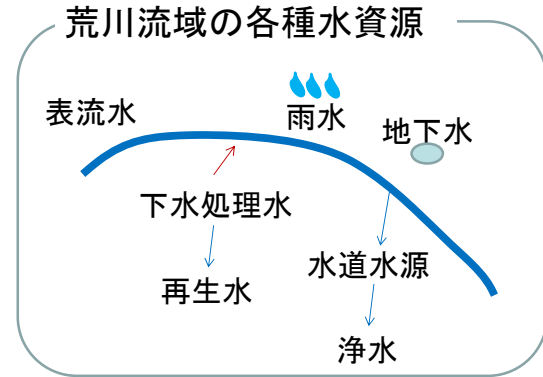 荒川流域の各種水資源
表流水
雨水
地下水
下水処理水
再生水
水道水源
浄水